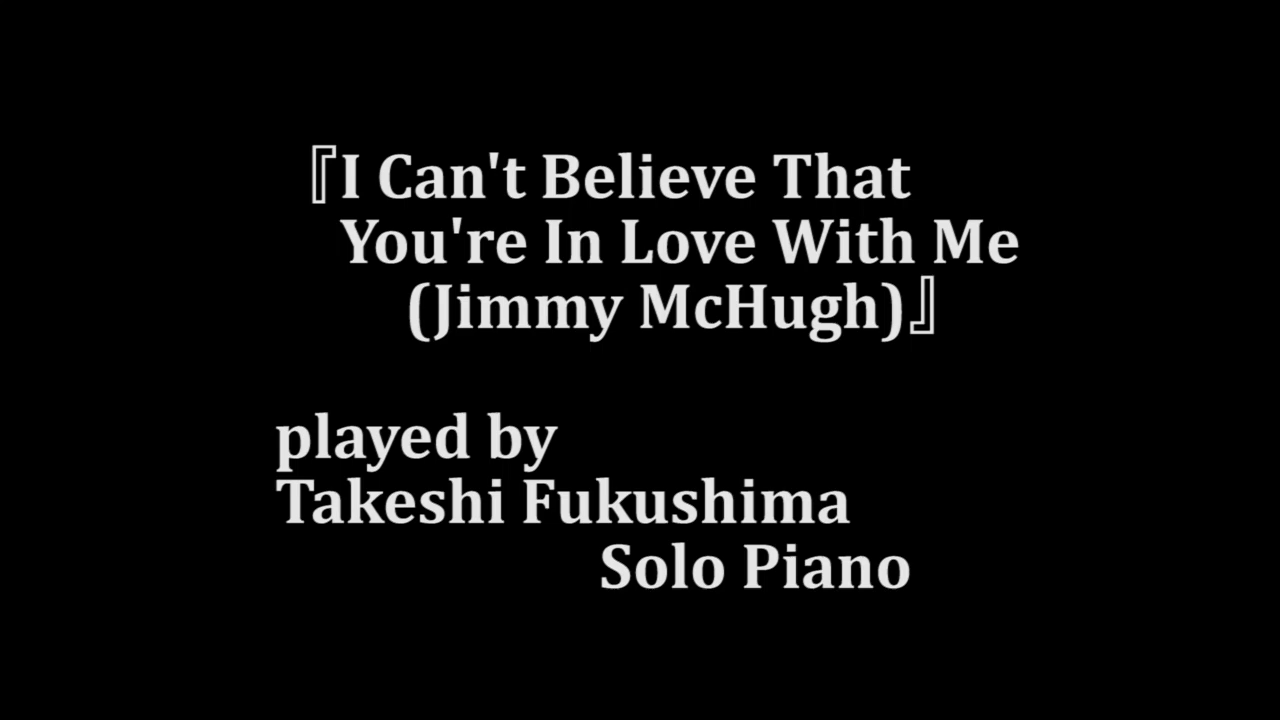 『I Can't Believe That
You're In Love With Me
(Jimmy McHugh)』
played by
Takeshi Fukushima
Solo Piano